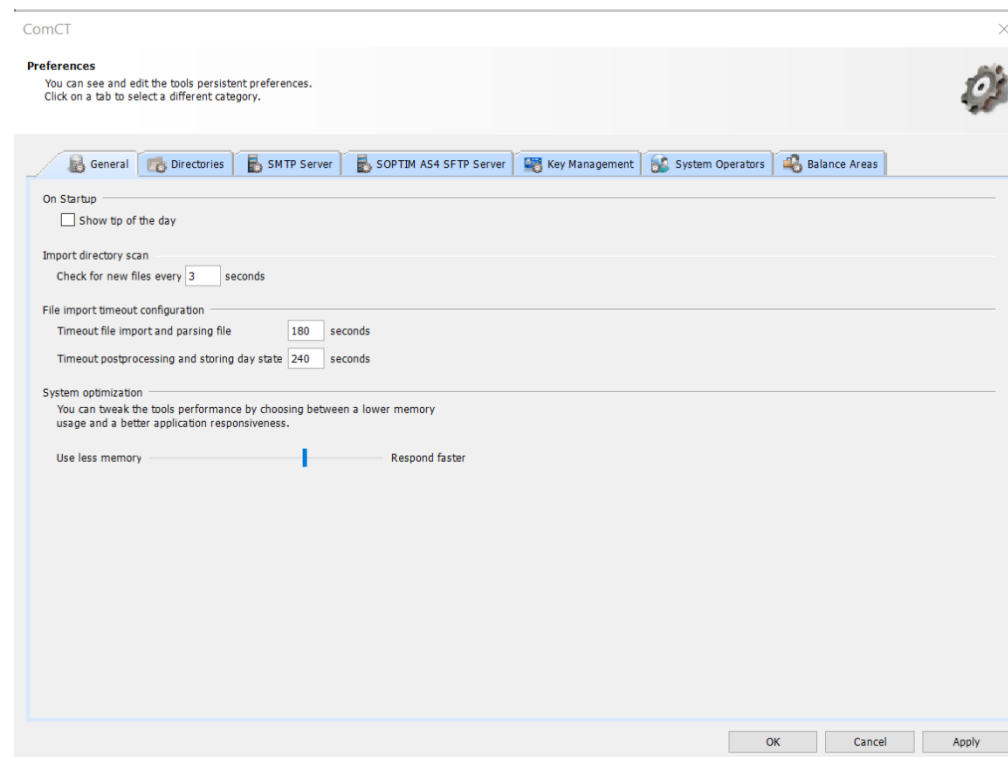 ComCT
Preferences
You can see and edit the tools persistent preferences.
Click on a tab to select a different category.
General
Directories
SMTP Server
SOPTIM AS4 SFTP Server
Key Management
System Operators
Balance Areas
On Startup
Show tip of the day
Import directory scan
Check for new files every 3 seconds
File import timeout configuration
Timeout file import and parsing file 180 seconds
Timeout postprocessing and storing day state 240 seconds
System optimization
You can tweak the tools performance by choosing between a lower memory
usage and a better application responsiveness.
Use less memory Respond faster
OK Cancel Apply